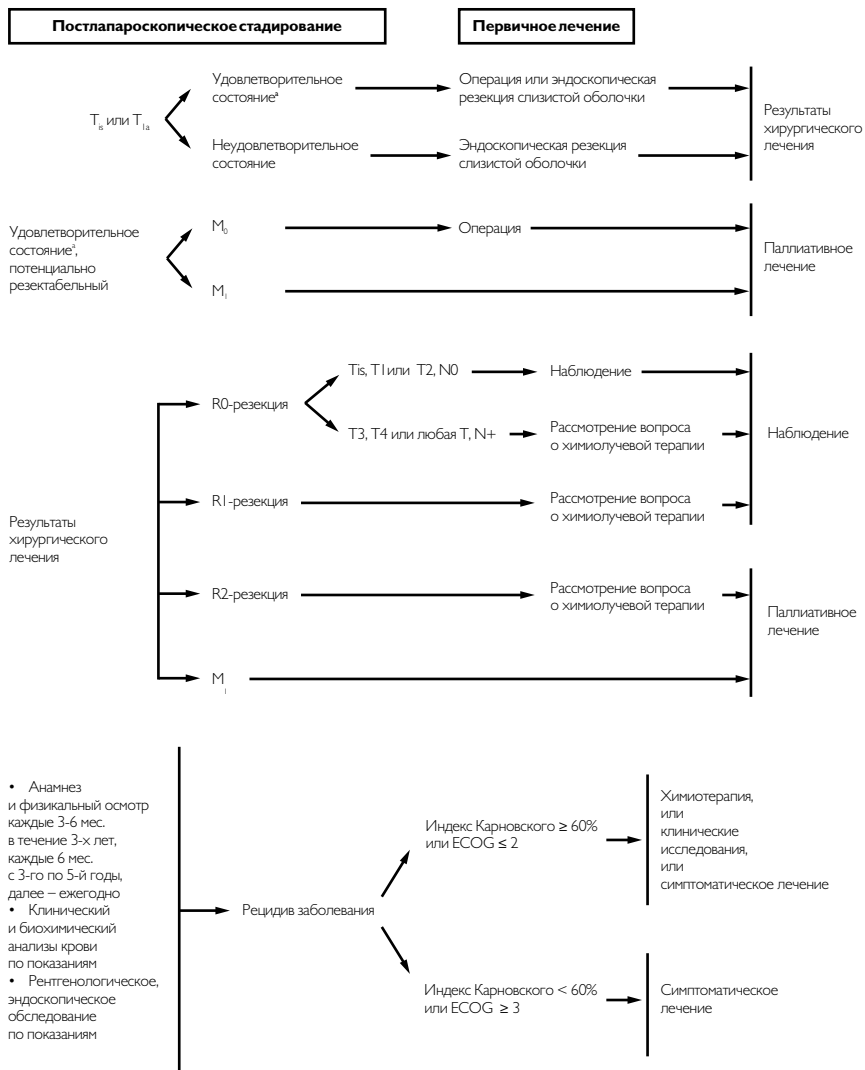 Постлапароскопическое стадирование
Первичное лечение
T is или T 1a
Удовлетворительное
состояниеª
Операция или эндоскопическая
резекция слизистой оболочки
Неудовлетворительное
состояние
Эндоскопическая резекция
слизистой оболочки
Результаты
хирургического
лечения
Удовлетворительное
состояниеª,
потенциально
резектабельный
M0
Операция
M1
Паллиативное
лечение
Результаты
хирургического
лечения
R0-резекция
Tis, T1или T2, N0
Наблюдение
T3, T4 или любая T, N+
Рассмотрение вопроса
о химиолучевой терапии
Наблюдение
R1-резекция
Рассмотрение вопроса
о химиолучевой терапии
R2-резекция
Рассмотрение вопроса
о химиолучевой терапии
Паллиативное
лечение
M1
• Анамнез
и физикальный осмотр
каждые 3-6 мес.
в течение 3-х лет,
каждые 6 мес.
с 3-го по 5-й годы,
далее – ежегодно
• Клинический
и биохимический
анализы крови
по показаниям
• Рентгенологическое,
эндоскопическое
обследование
по показаниям
Рецидив заболевания
Индекс Карновского ≥ 60%
или ECOG ≤ 2
Химиотерапия,
или
клинические
исследования,
или
симптоматическое лечение
Индекс Карновского < 60%
или ECOG ≥ 3
Симптоматическое
лечение